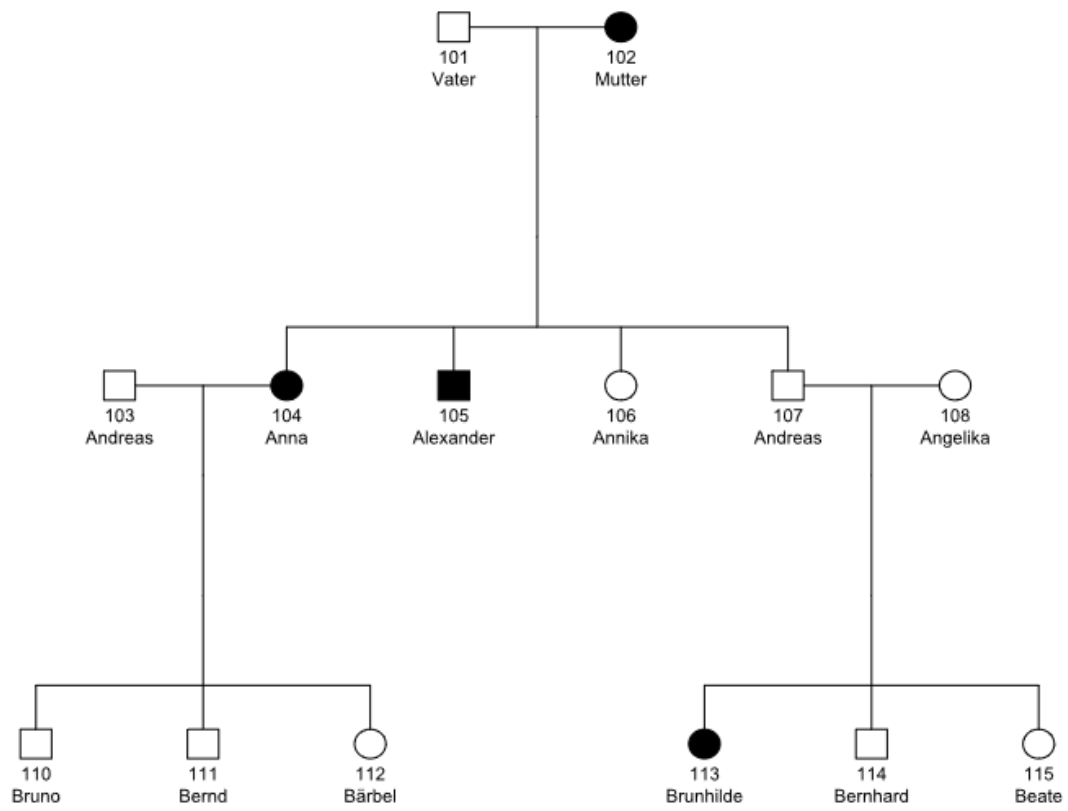 101
Vater
102
Mutter
103
Andreas
104
Anna
105
Alexander
106
Annika
107
Andreas
108
Angelika
110
Bruno
111
Bernd
112
Bärbel
113
Brunhilde
114
Bernhard
115
Beate